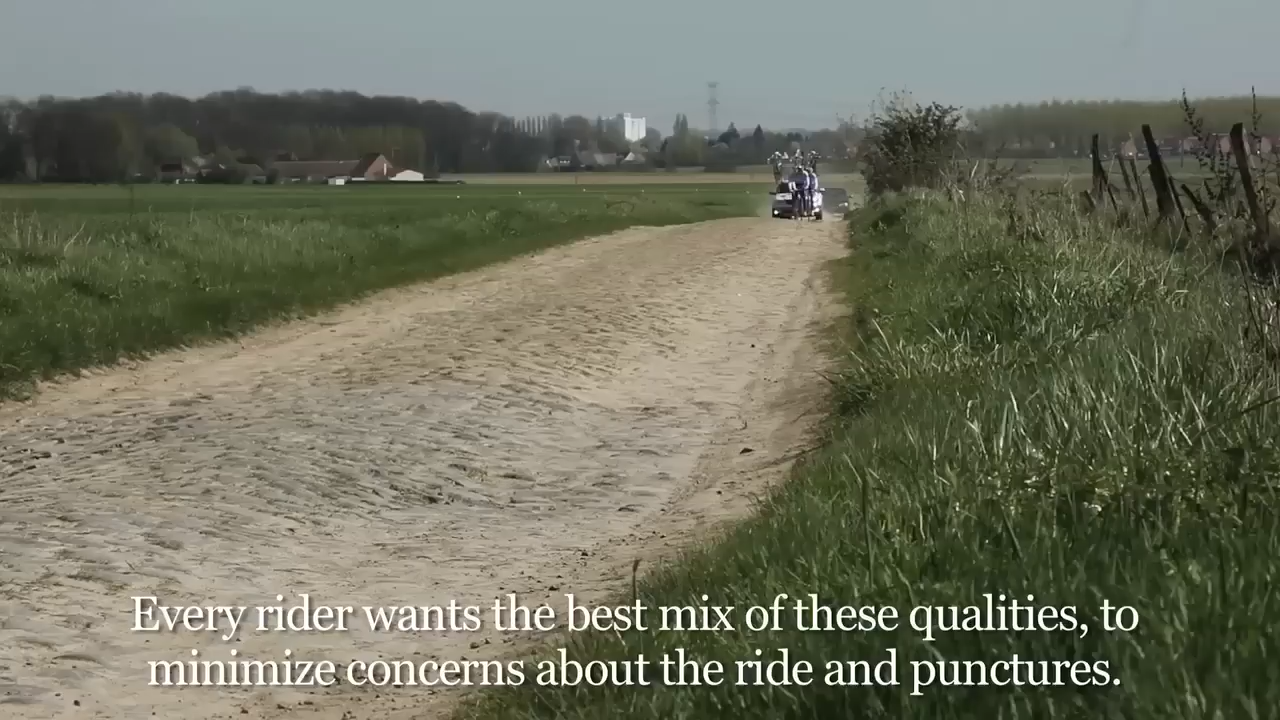 Every rider wants the best mix of these qualities, to
minimize concerns about the ride and punctures.